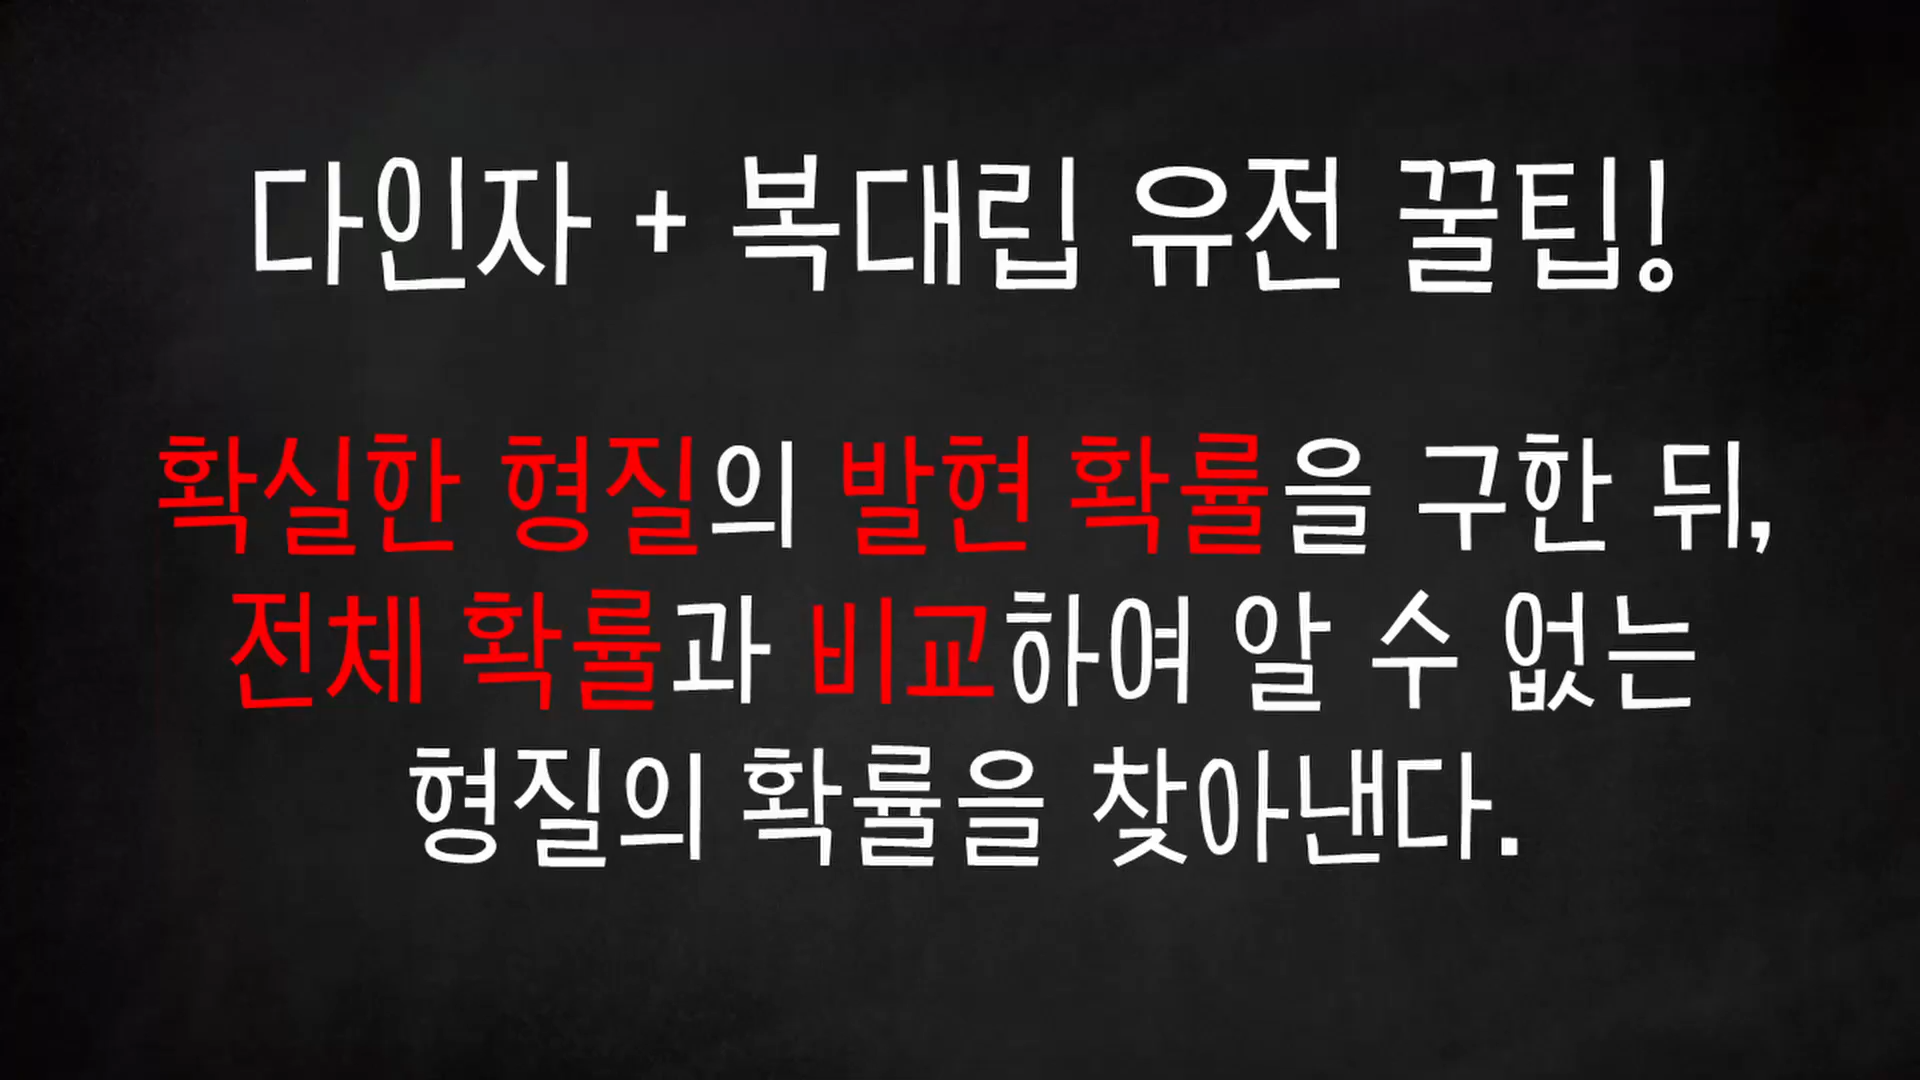 다인자 + 복대립 유전 꿀팁!
확실한 형질의 발현 확률을 구한 뒤,
전체 확률과 비교하여 알 수 없는
형질의 확률을 찾아낸다.